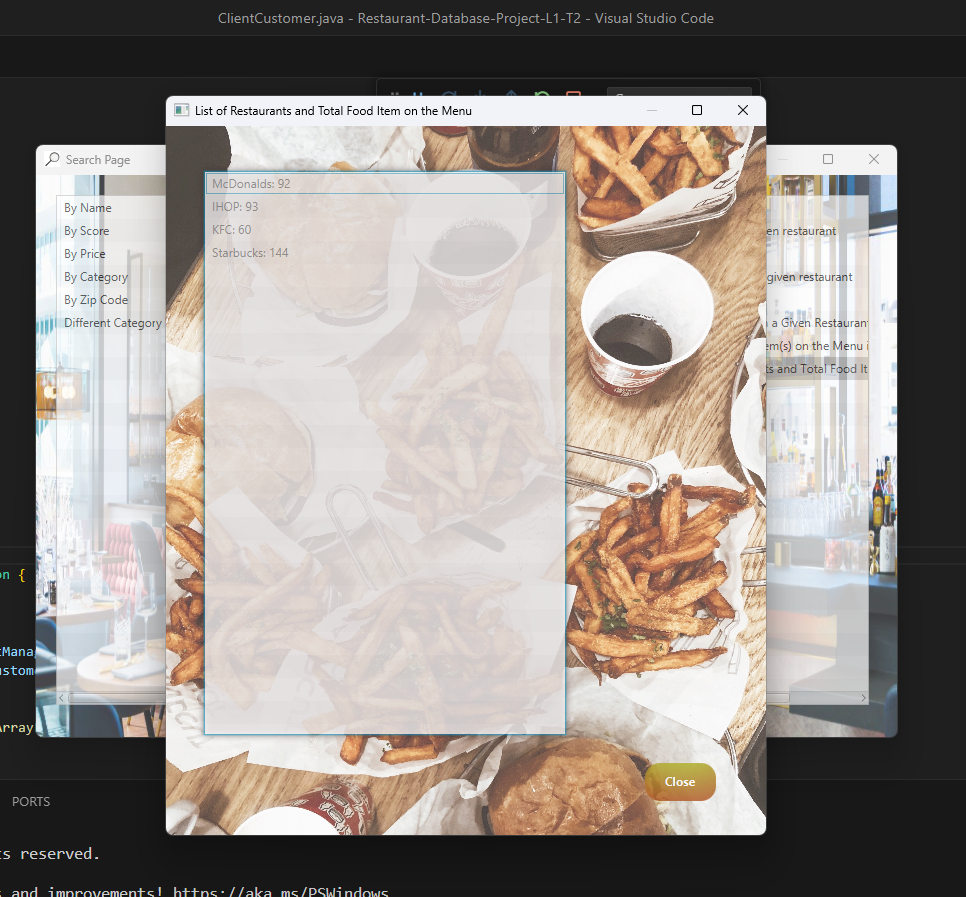 ClientCustomer.java - Restaurant-Database-Project-L1-T2 - Visual Studio Code
List of Restaurants and Total Food Item on the Menu
Search Page
McDonalds: 92
IHOP: 93
KFC: 60
Starbucks: 144
By Name
By Score
By Price
By Category
By Zip Code
Different Category
en restaurant
given restaurant
a Given Restauran
em(s) on the Menu i
ts and Total Food It
on {
tMana
ustom
Array
Close
PORTS
ts reserved.
s and improvements! https://aka.ms/PSWindows